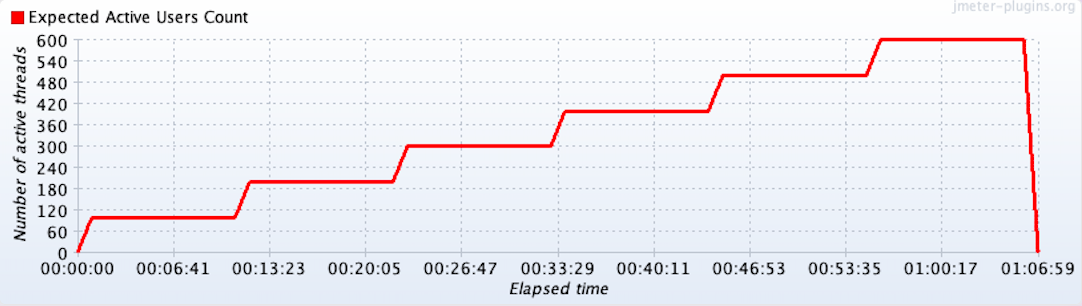 jmeter-plugins.org
Expected Active Users Count
Number of active threads
600
540
480
420
360
300
240
180
120
60
0
00:00:00 00:06:41 00:13:23 00:20:05 00:26:47 00:33:29 00:40:11 00:46:53 00:53:35 01:00:17 01:06:59
Elapsed time